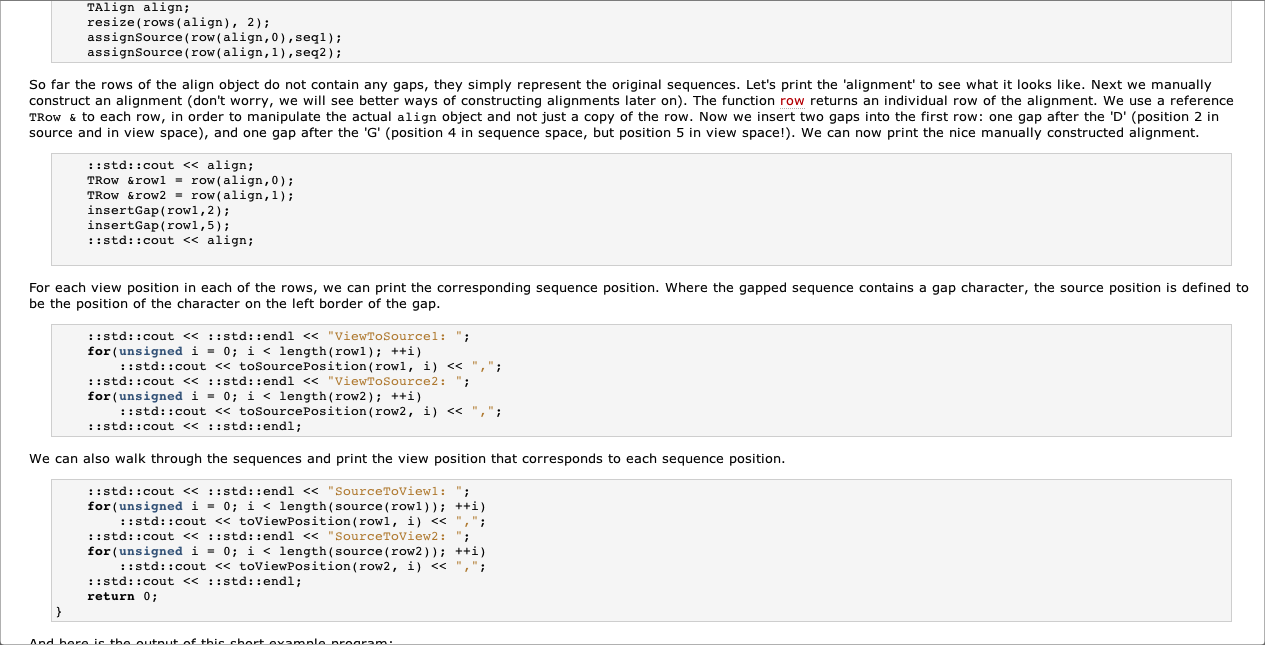 TAlign align;
resize(rows(align), 2);
assignSource(row(align,0),seq1);
assignSource(row(align,1),seq2);
So far the rows of the align object do not contain any gaps, they simply represent the original sequences. Let's print the 'alignment' to see what it looks like. Next we manually
construct an alignment (don't worry, we will see better ways of constructing alignments later on). The function row returns an individual row of the alignment. We use a reference
TRow & to each row, in order to manipulate the actual align object and not just a copy of the row. Now we insert two gaps into the first row: one gap after the 'D' (position 2 in
source and in view space), and one gap after the 'G' (position 4 in sequence space, but position 5 in view space!). We can now print the nice manually constructed alignment.
::std::cout << align;
TRow &row1 = row(align,0);
TRow &row2 = row(align,1);
insertGap(row1,2);
insertGap(row1,5);
::std::cout << align;
For each view position in each of the rows, we can print the corresponding sequence position. Where the gapped sequence contains a gap character, the source position is defined to
be the position of the character on the left border of the gap.
::std::cout << ::std::endl << "ViewToSource1: ";
for(unsigned i = 0; i < length(row1); ++i)
::std::cout << toSourcePosition(row1, i) << ",";
::std::cout << ::std::endl << "ViewToSource2: ";
for(unsigned i = 0; i < length(row2); ++i)
::std::cout << toSourcePosition(row2, i) << ",";
::std::cout << ::std::endl;
We can also walk through the sequences and print the view position that corresponds to each sequence position.
::std::cout << ::std::endl << "SourceToView1: ";
for(unsigned i = 0; i < length(source(row1)); ++i)
::std::cout << toViewPosition(row1, i) << ",";
::std::cout << ::std::endl << "SourceToView2: ";
for(unsigned i = 0; i < length(source(row2)); ++i)
::std::cout << toViewPosition(row2, i) << ",";
::std::cout << ::std::endl;
return 0;
}
And here is the output of this short example program: